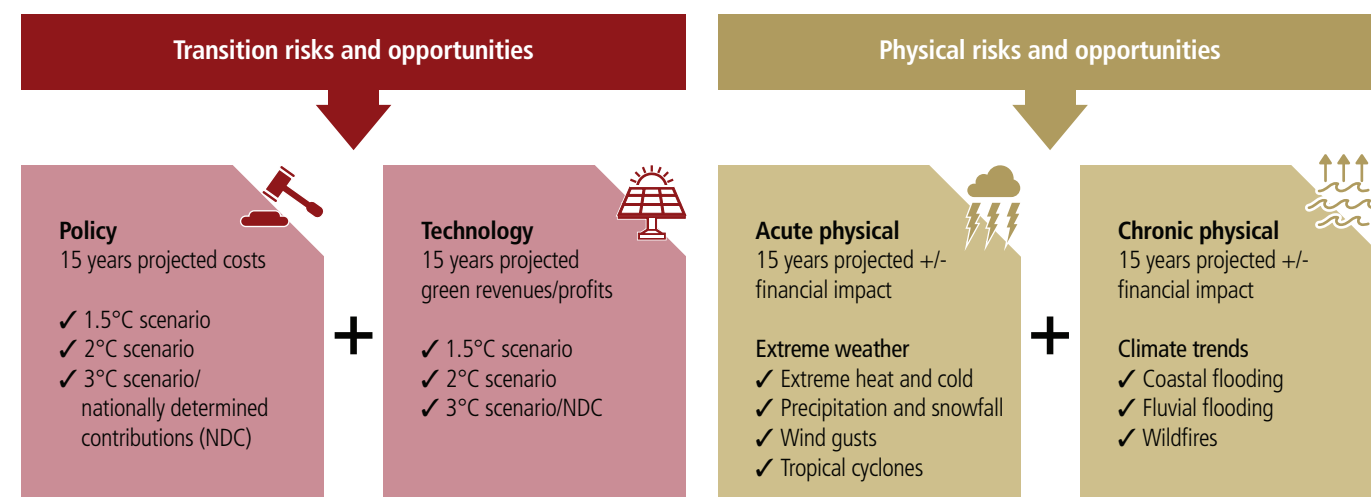 Transition risks and opportunities
Policy
15 years projected costs
✓ 1.5°C scenario
✓ 2°C scenario
✓ 3°C scenario/
nationally determined
contributions (NDC)
+
Technology
15 years projected
green revenues/profits
✓ 1.5°C scenario
✓ 2°C scenario
✓ 3°C scenario/NDC
Physical risks and opportunities
Acute physical
15 years projected +/-
financial impact
Extreme weather
✓ Extreme heat and cold
✓ Precipitation and snowfall
✓ Wind gusts
✓ Tropical cyclones
+
Chronic physical
15 years projected +/-
financial impact
Climate trends
✓ Coastal flooding
✓ Fluvial flooding
✓ Wildfires